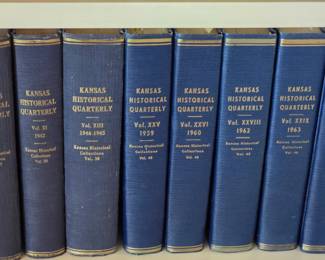 KANSAS
HISTORICAL
QUARTERLY
Vol. XI
1942
Kansas Historical
Collections
KANSAS
HISTORICAL
QUARTERLY
Vol. XIII
1944-1945
Kansas Historical
Collections
Vol. 30
KANSAS
HISTORICAL
QUARTERLY
Vol. XXV
1959
Kansas Historical
Collections
KANSAS
HISTORICAL
QUARTERLY
Vol. XXVI
1960
Kansas Historical
Collections
KANSAS
HISTORICAL
QUARTERLY
Vol. XXVIII
1962
Kansas Historical
Collections
KANSAS
HISTORICAL
QUARTERLY
Vol. XXIX
1963
Kansas Historical
Collections